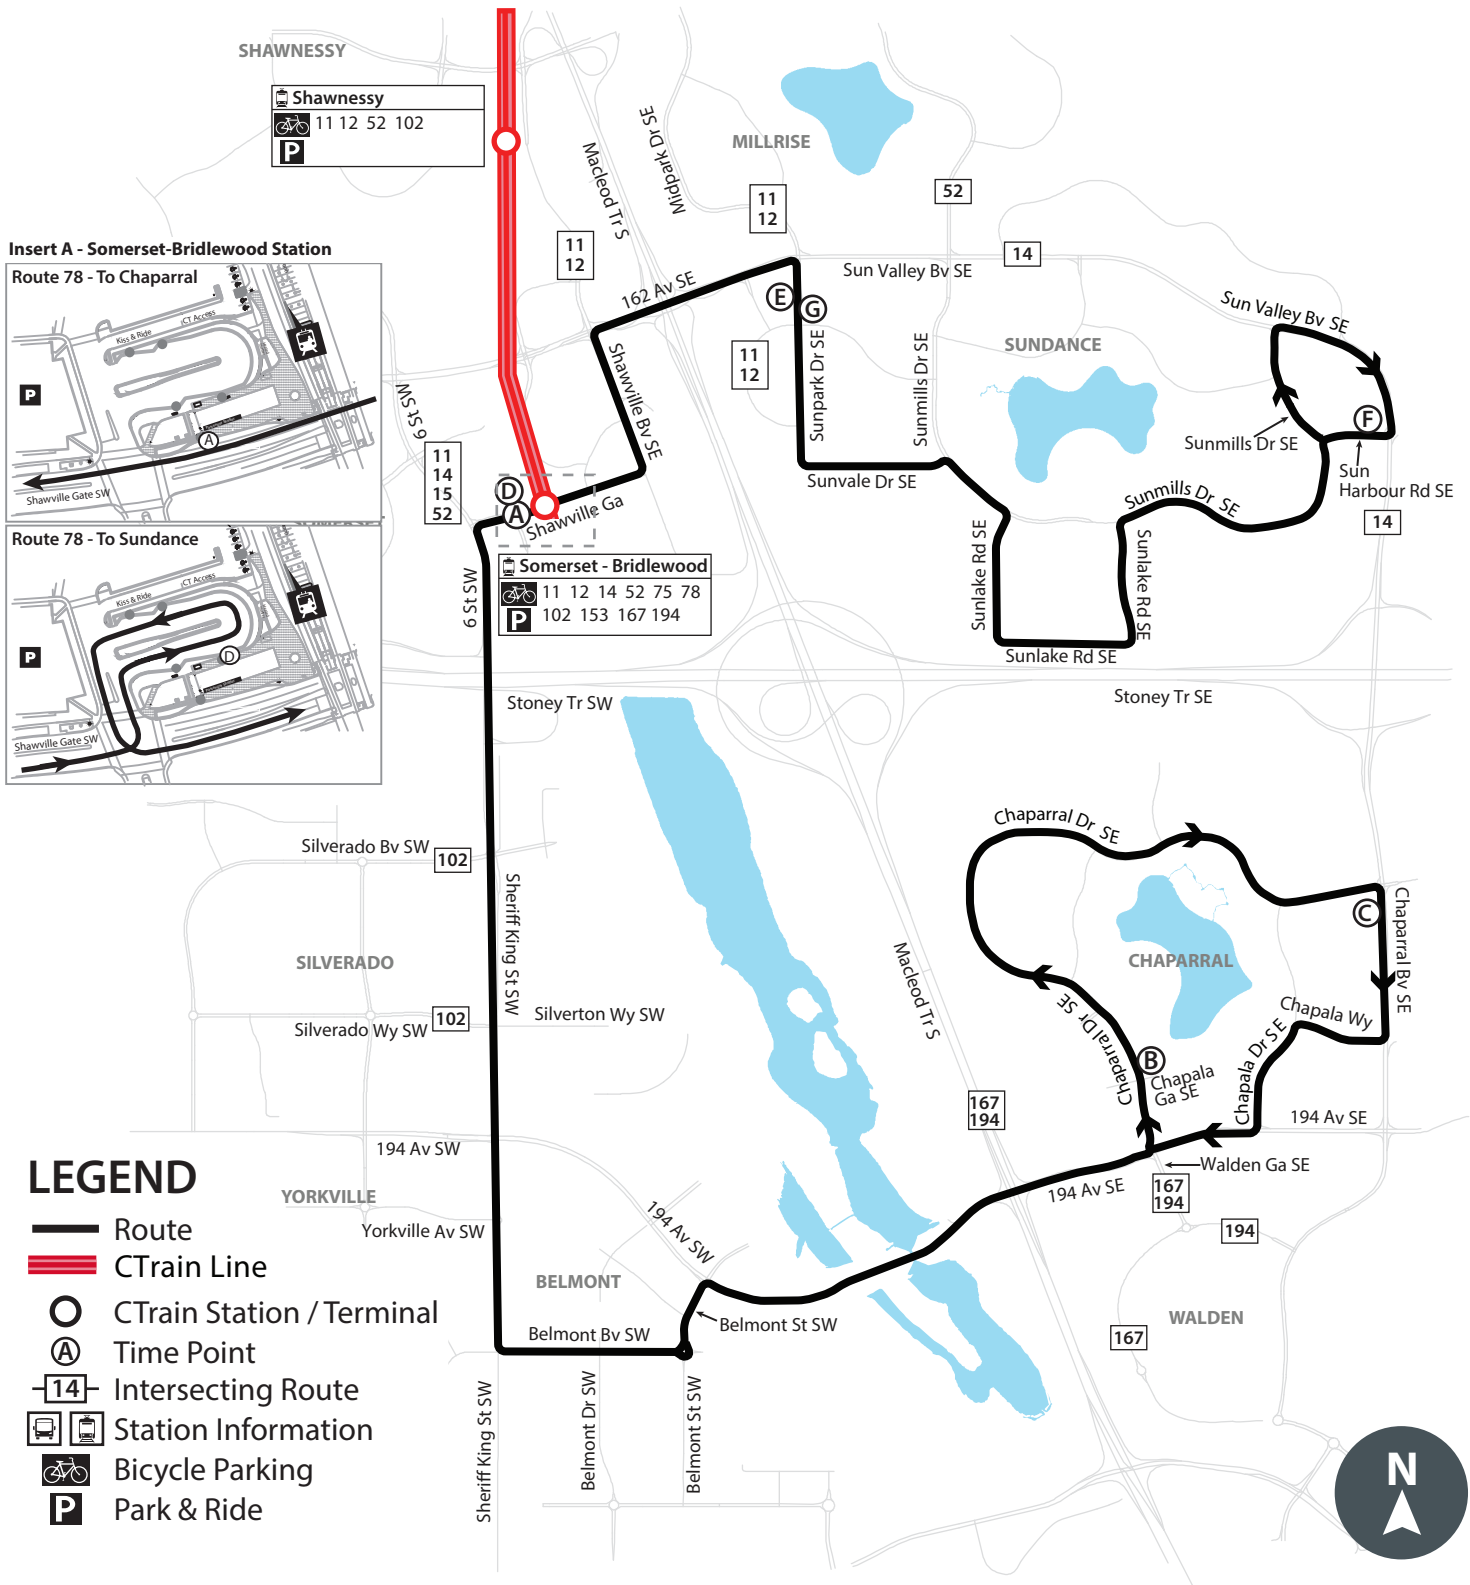 SHAWNESSY
Shawnessy
11 12 52 102
P
Macleod Tr S
Midpark Dr SE
MILLRISE
11
12
52
11
12
14
Sun Valley Bv SE
162 Av SE
E
G
Sun Valley Bv SE
SUNDANCE
11
12
Sunpark Dr SE
Sunmills Dr SE
Shawville Bv SE
6 St SW
F
Sunmills Dr SE
Sun
Harbour Rd SE
14
Sunvale Dr SE
Sunmills Dr SE
Sunlake Rd SE
Sunlake Rd SE
Sunlake Rd SE
11
14
15
52
D
A
Shawville Ga
Somerset - Bridlewood
11 12 14 52 75 78
P
102 153 167 194
6 St SW
Insert A - Somerset-Bridlewood Station
Route 78 - To Chaparral
Kiss & Ride
CT Access
P
A
Shawville Gate SW
Route 78 - To Sundance
Kiss & Ride
CT Access
P
D
Shawville Gate SW
Stoney Tr SW
Stoney Tr SE
Silverado Bv SW
102
Sheriff King St SW
SILVERADO
Silverado Wy SW
102
Silverton Wy SW
Macleod Tr S
Chaparral Dr SE
C
Chaparral Bv SE
CHAPARRAL
Chapala Wy
Chapala Dr SE
Chaparral Dr SE
B
Chapala
Ga SE
167
194
194 Av SE
Walden Ga SE
194 Av SE
167
194
194
194 Av SW
YORKVILLE
Yorkville Av SW
194 Av SW
BELMONT
Belmont St SW
Belmont Bv SW
WALDEN
167
Sheriff King St SW
Belmont Dr SW
Belmont St SW
LEGEND
Route
CTrain Line
CTrain Station / Terminal
A Time Point
14 Intersecting Route
Station Information
Bicycle Parking
P Park & Ride
N